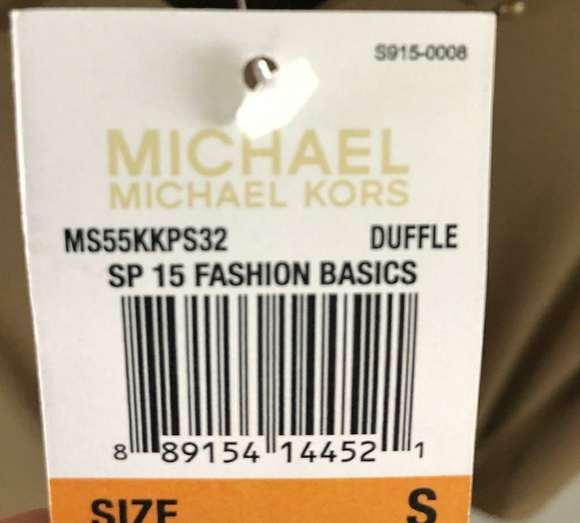 S915-0008
MICHAEL
MICHAEL KORS
MS55KKPS32 DUFFLE
SP 15 FASHION BASICS
8 89154 14452 1
SIZE S